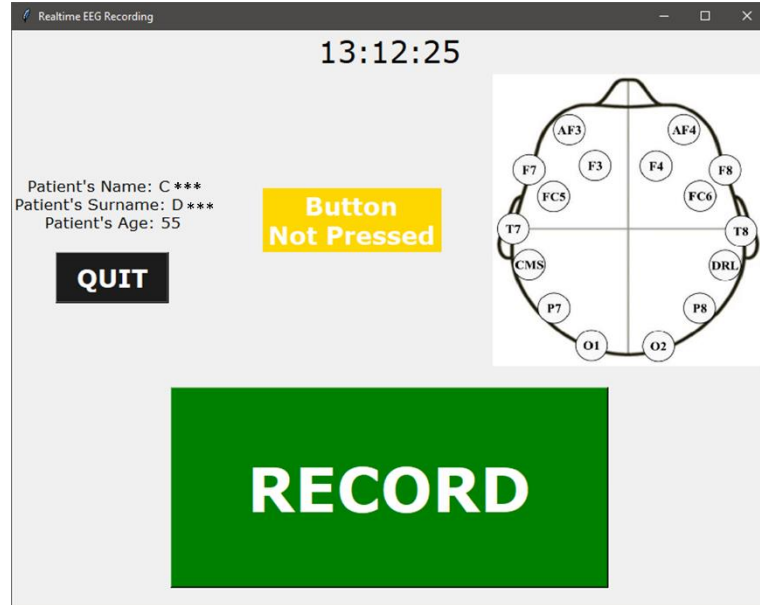 Realtime EEG Recording
13:12:25
Patient's Name: C ***
Patient's Surname: D ***
Patient's Age: 55
QUIT
Button
Not Pressed
AF3 AF4
F7 F3 F4 F8
FC5 FC6
T7 T8
CMS DRL
P7 P8
O1 O2
RECORD